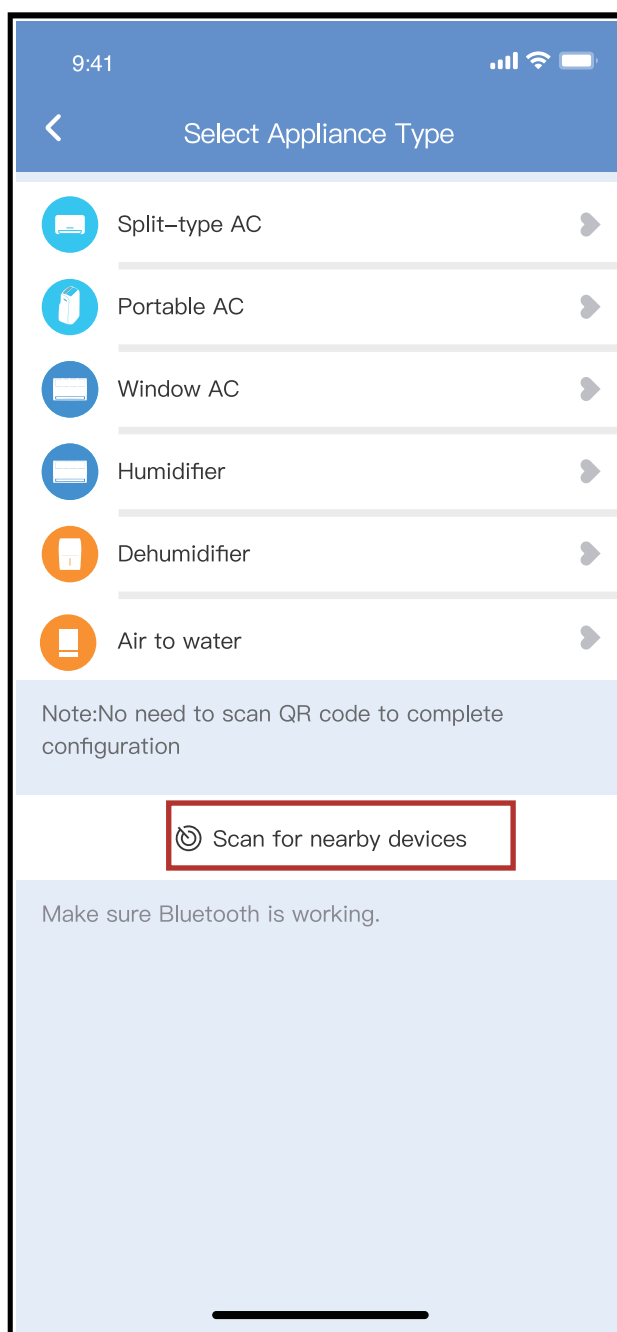 9:41
Select Appliance Type
Split-type AC
Portable AC
Window AC
Humidifier
Dehumidifier
Air to water
Note:No need to scan QR code to complete
configuration
Scan for nearby devices
Make sure Bluetooth is working.